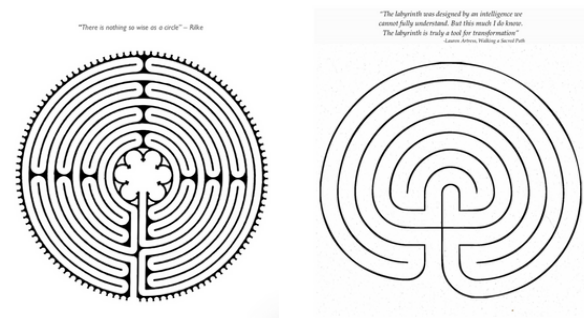 "There is nothing so wise as a circle" – Rilke
"The labyrinth was designed by an intelligence we
cannot fully understand. But this much I do know.
The labyrinth is truly a tool for transformation"
-Lauren Artress, Walking a Sacred Path